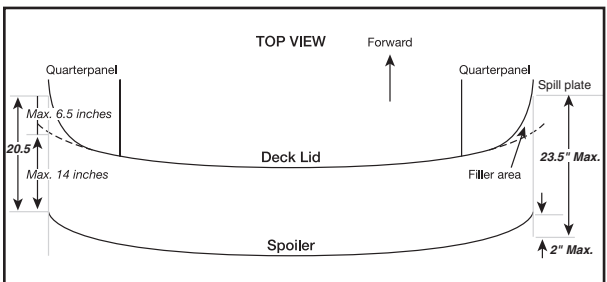 TOP VIEW
Forward
Quarterpanel
Quarterpanel
Spill plate
Max. 6.5 inches
20.5
Deck Lid
23.5" Max.
Max. 14 inches
Filler area
Spoiler
2" Max.